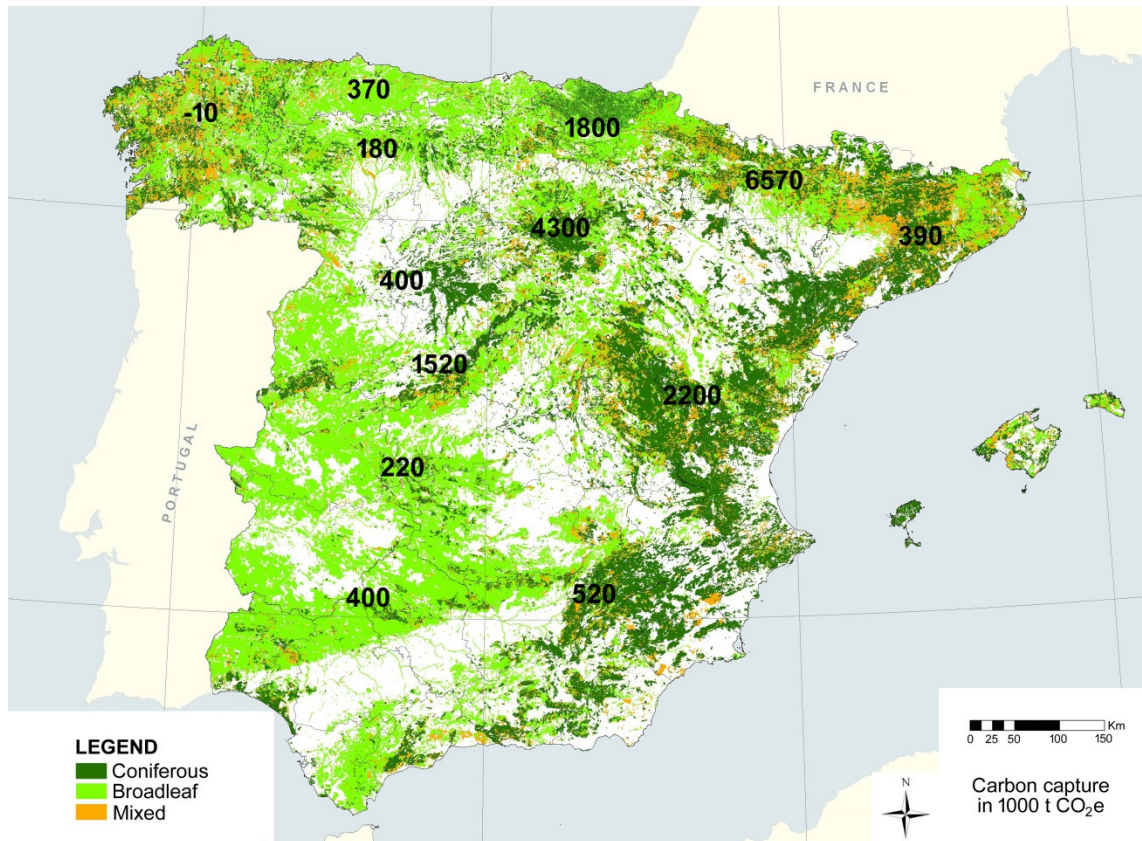 FRANCE
370
-10
1800
180
6570
4300
390
400
1520
2200
PORTUGAL
220
400
520
LEGEND
Coniferous
Broadleaf
Mixed
Km
0 25 50 100 150
N
Carbon capture
in 1000 t CO₂e